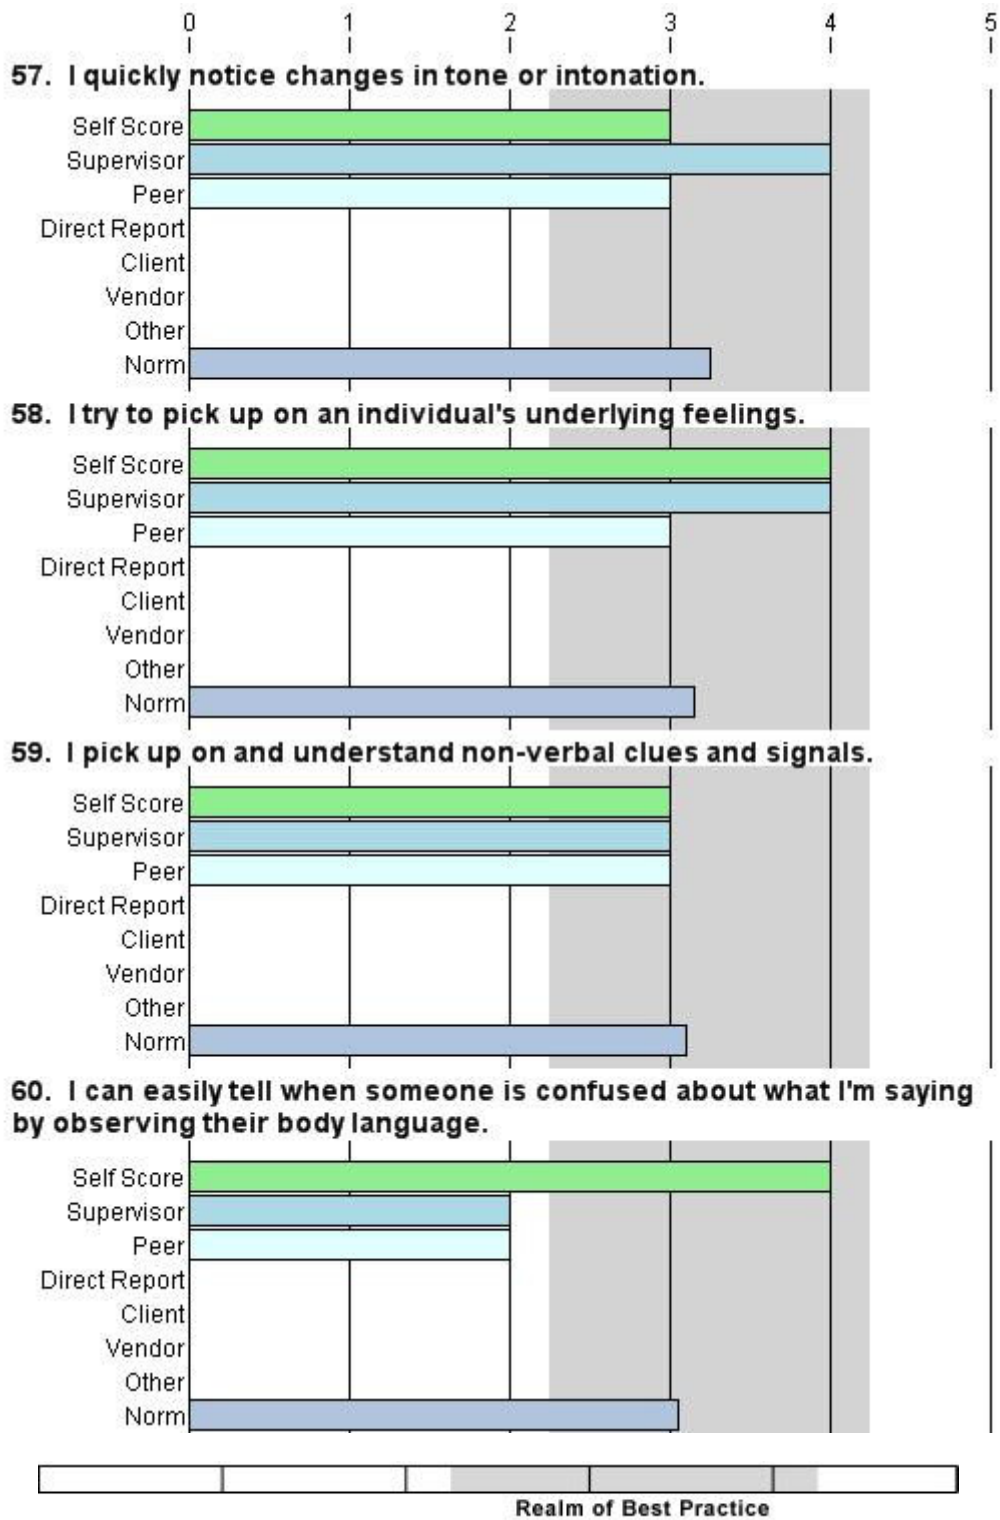 0 1 2 3 4 5
57. I quickly notice changes in tone or intonation.
Self Score
Supervisor
Peer
Direct Report
Client
Vendor
Other
Norm
58. I try to pick up on an individual's underlying feelings.
Self Score
Supervisor
Peer
Direct Report
Client
Vendor
Other
Norm
59. I pick up on and understand non-verbal clues and signals.
Self Score
Supervisor
Peer
Direct Report
Client
Vendor
Other
Norm
60. I can easily tell when someone is confused about what I'm saying
by observing their body language.
Self Score
Supervisor
Peer
Direct Report
Client
Vendor
Other
Norm
Realm of Best Practice